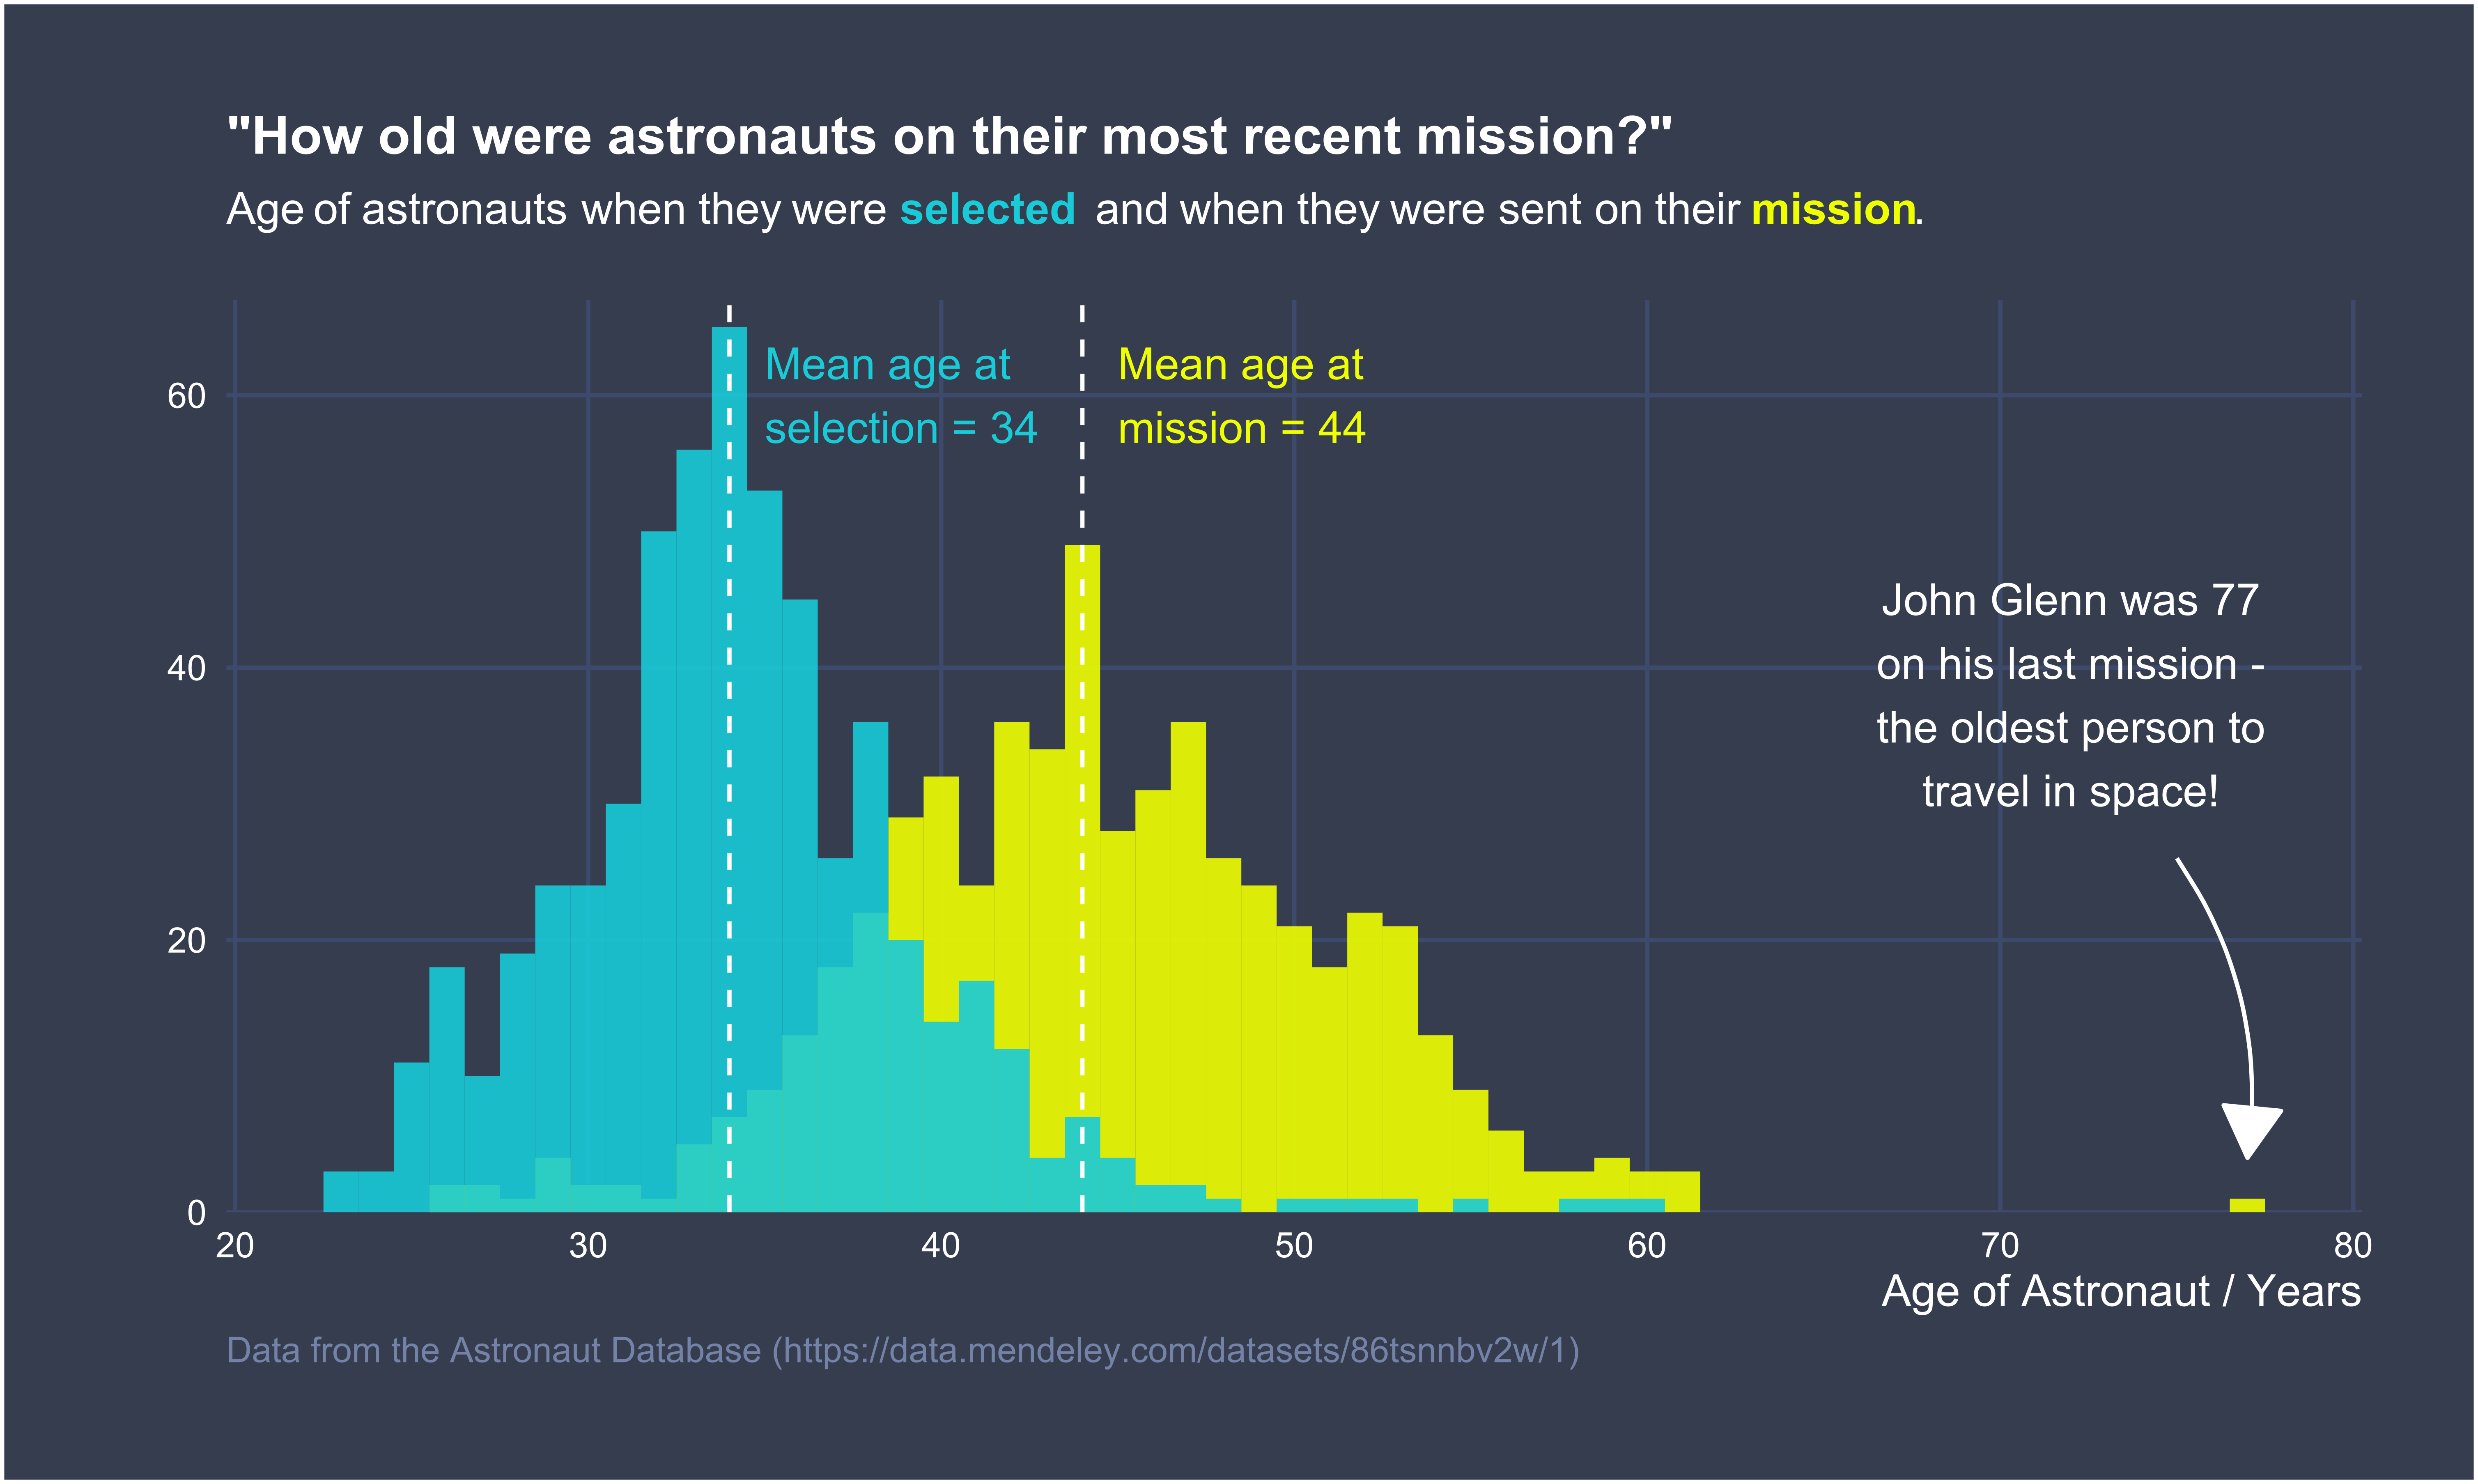 "How old were astronauts on their most recent mission?"
Age of astronauts when they were selected and when they were sent on their mission.
Mean age at
selection = 34
Mean age at
mission = 44
John Glenn was 77
on his last mission -
the oldest person to
travel in space!
60
40
20
0
20 30 40 50 60 70 80
Age of Astronaut / Years
Data from the Astronaut Database (https://data.mendeley.com/datasets/86tsnnbv2w/1)